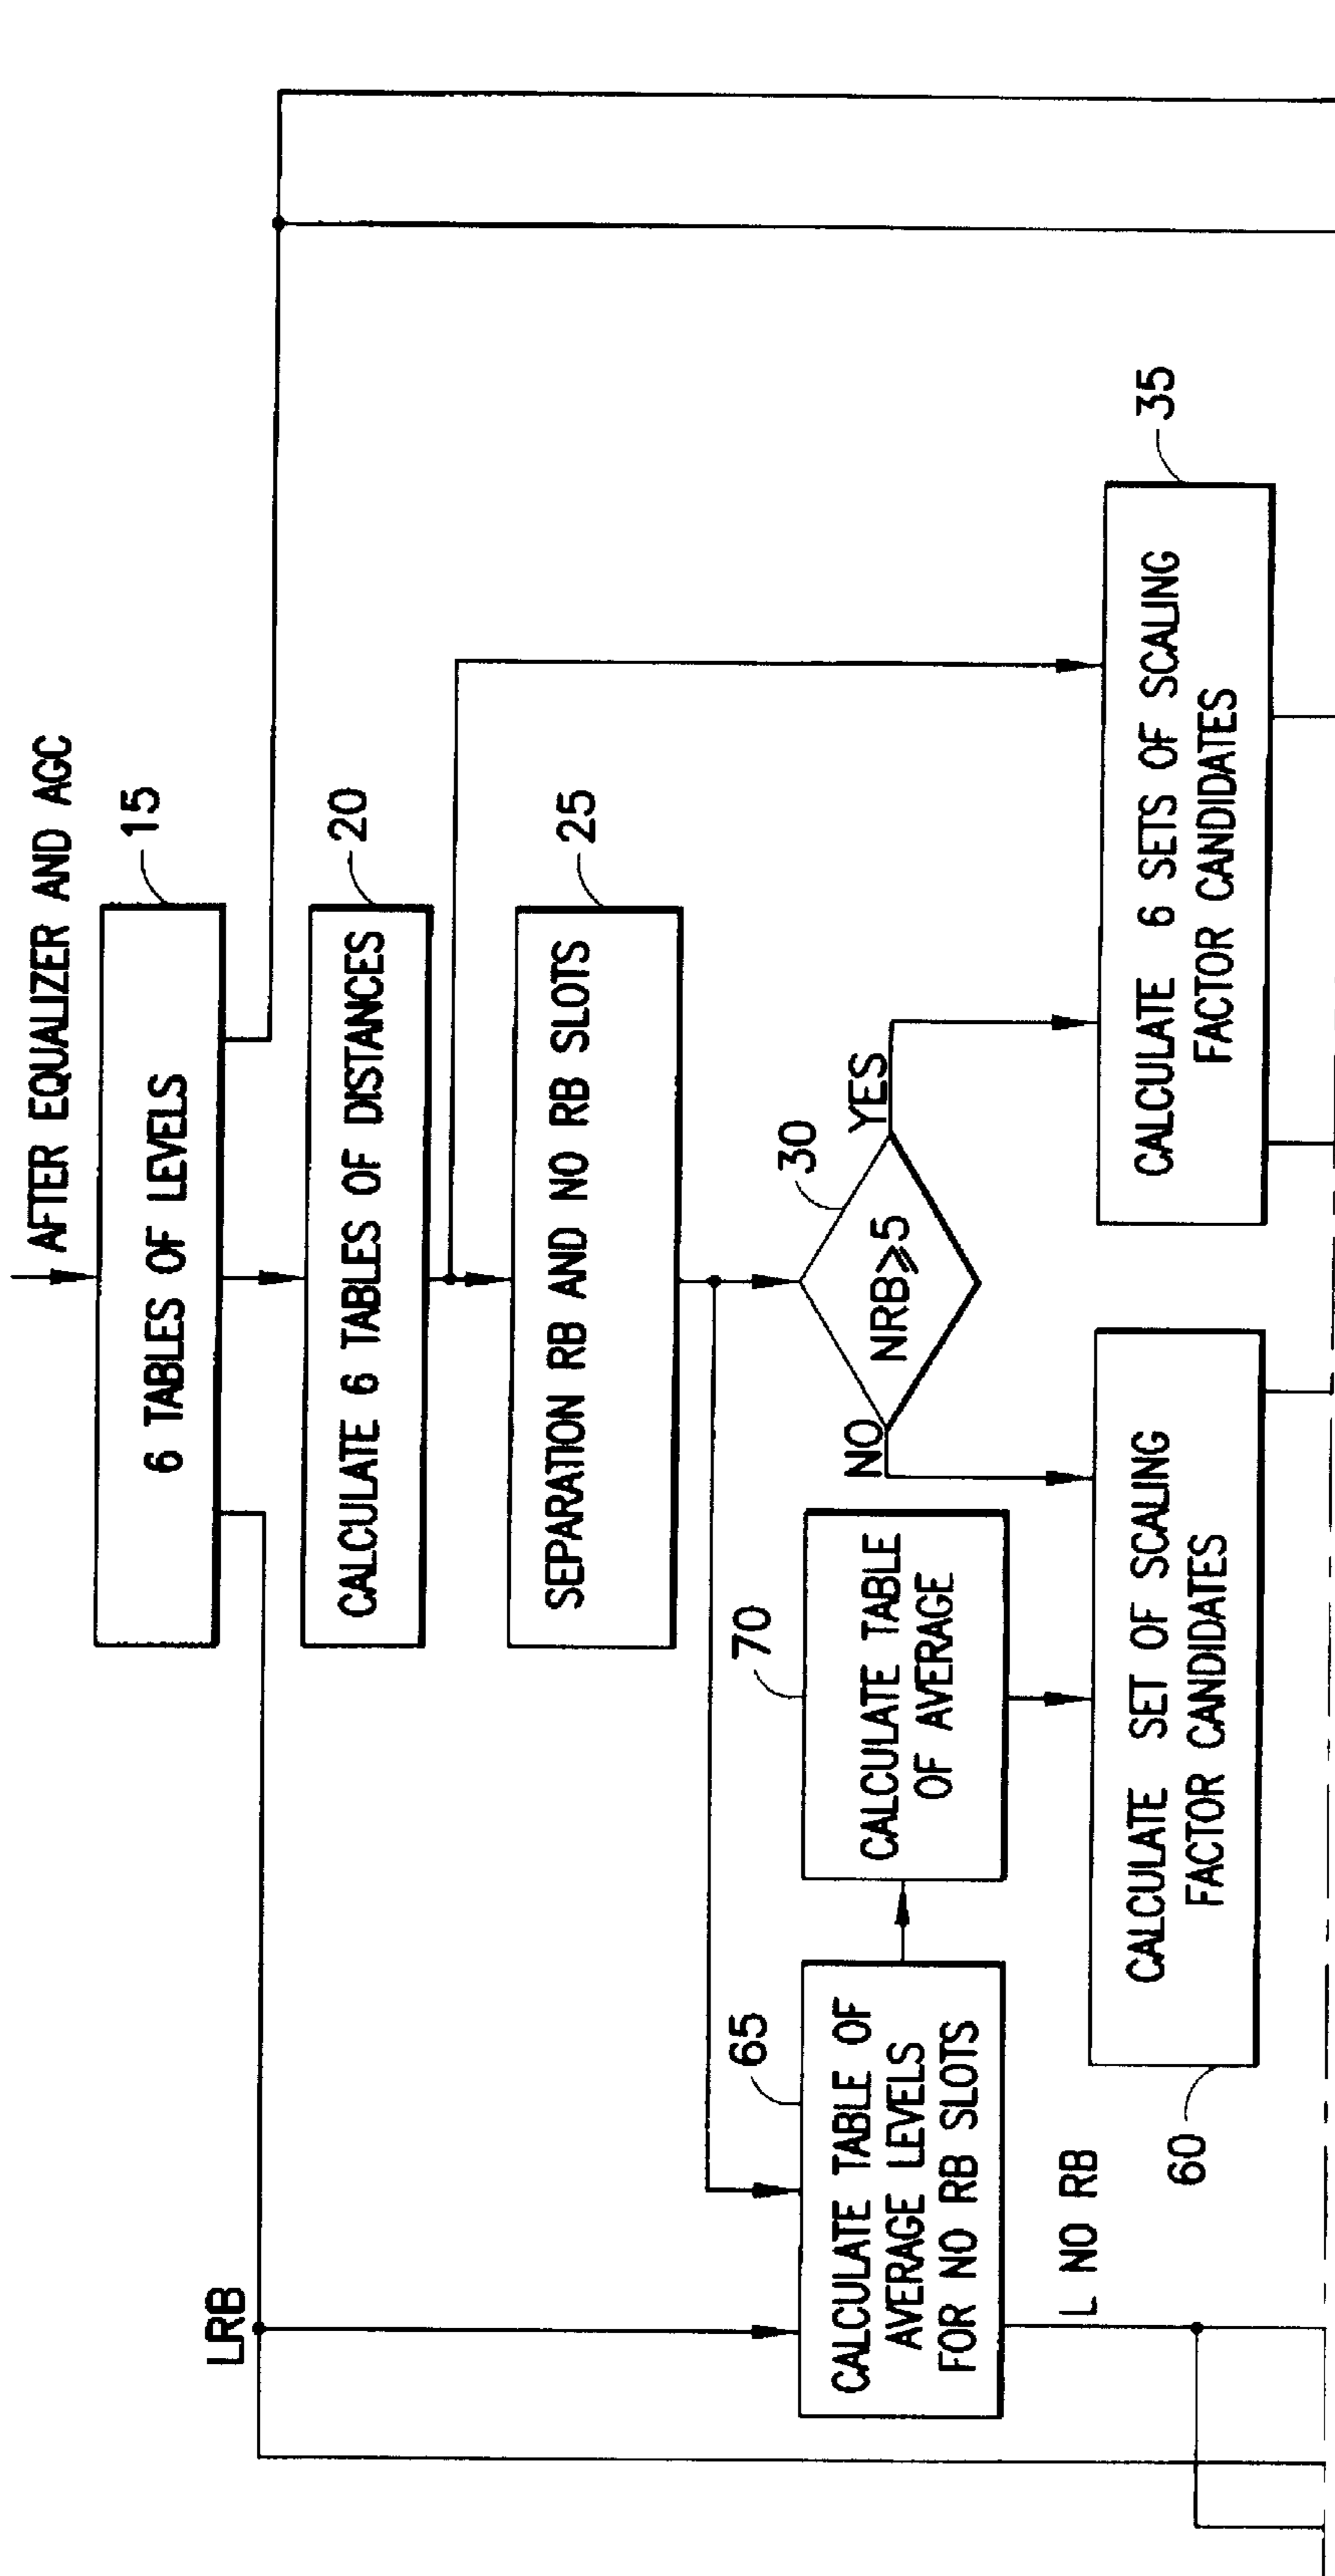 AFTER EQUALIZER AND AGC
15
6 TABLES OF LEVELS
LRB
20
CALCULATE 6 TABLES OF DISTANCES
25
SEPARATION RB AND NO RB SLOTS
30
NRB≥5
NO
YES
65
CALCULATE TABLE OF
AVERAGE LEVELS
FOR NO RB SLOTS
70
CALCULATE TABLE
OF AVERAGE
L NO RB
60
CALCULATE SET OF SCALING
FACTOR CANDIDATES
35
CALCULATE 6 SETS OF SCALING
FACTOR CANDIDATES